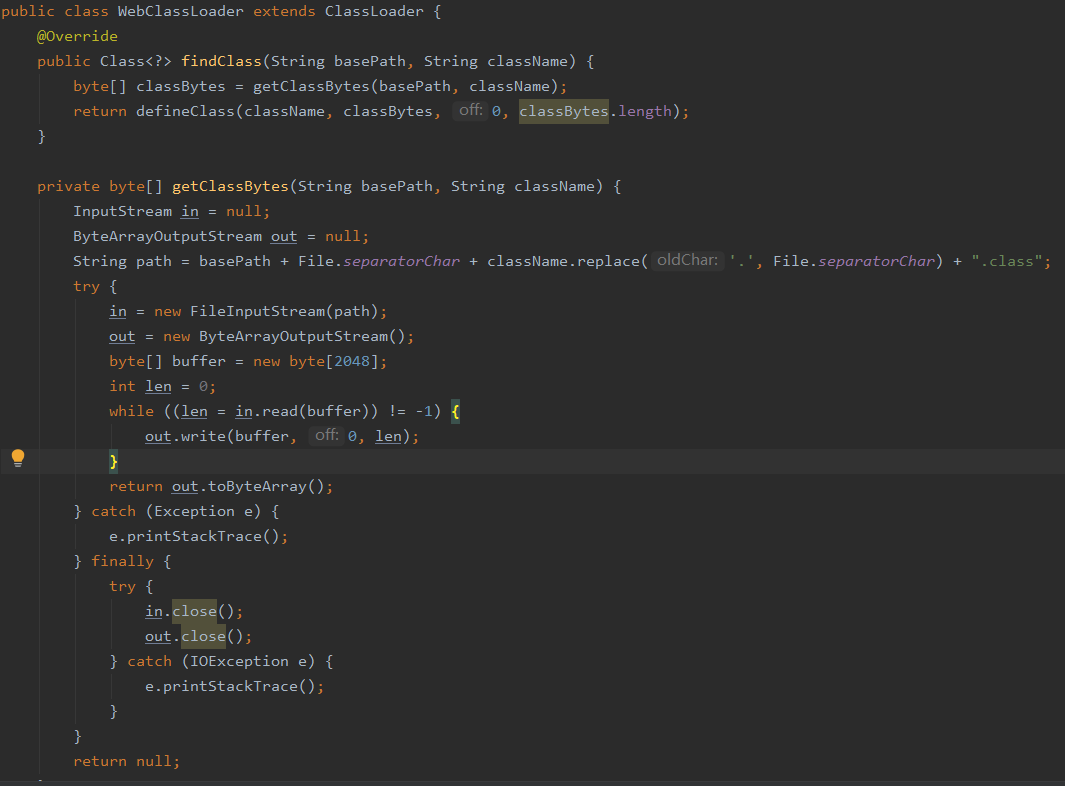 public class WebClassLoader extends ClassLoader {
    @Override
    public Class<?> findClass(String basePath, String className) {
        byte[] classBytes = getClassBytes(basePath, className);
        return defineClass(className, classBytes, off: 0, classBytes.length);
    }

    private byte[] getClassBytes(String basePath, String className) {
        InputStream in = null;
        ByteArrayOutputStream out = null;
        String path = basePath + File.separatorChar + className.replace( oldChar: '.', File.separatorChar) + ".class";
        try {
            in = new FileInputStream(path);
            out = new ByteArrayOutputStream();
            byte[] buffer = new byte[2048];
            int len = 0;
            while ((len = in.read(buffer)) != -1) {
                out.write(buffer, off: 0, len);
            }
            return out.toByteArray();
        } catch (Exception e) {
            e.printStackTrace();
        } finally {
            try {
                in.close();
                out.close();
            } catch (IOException e) {
                e.printStackTrace();
            }
        }
        return null;